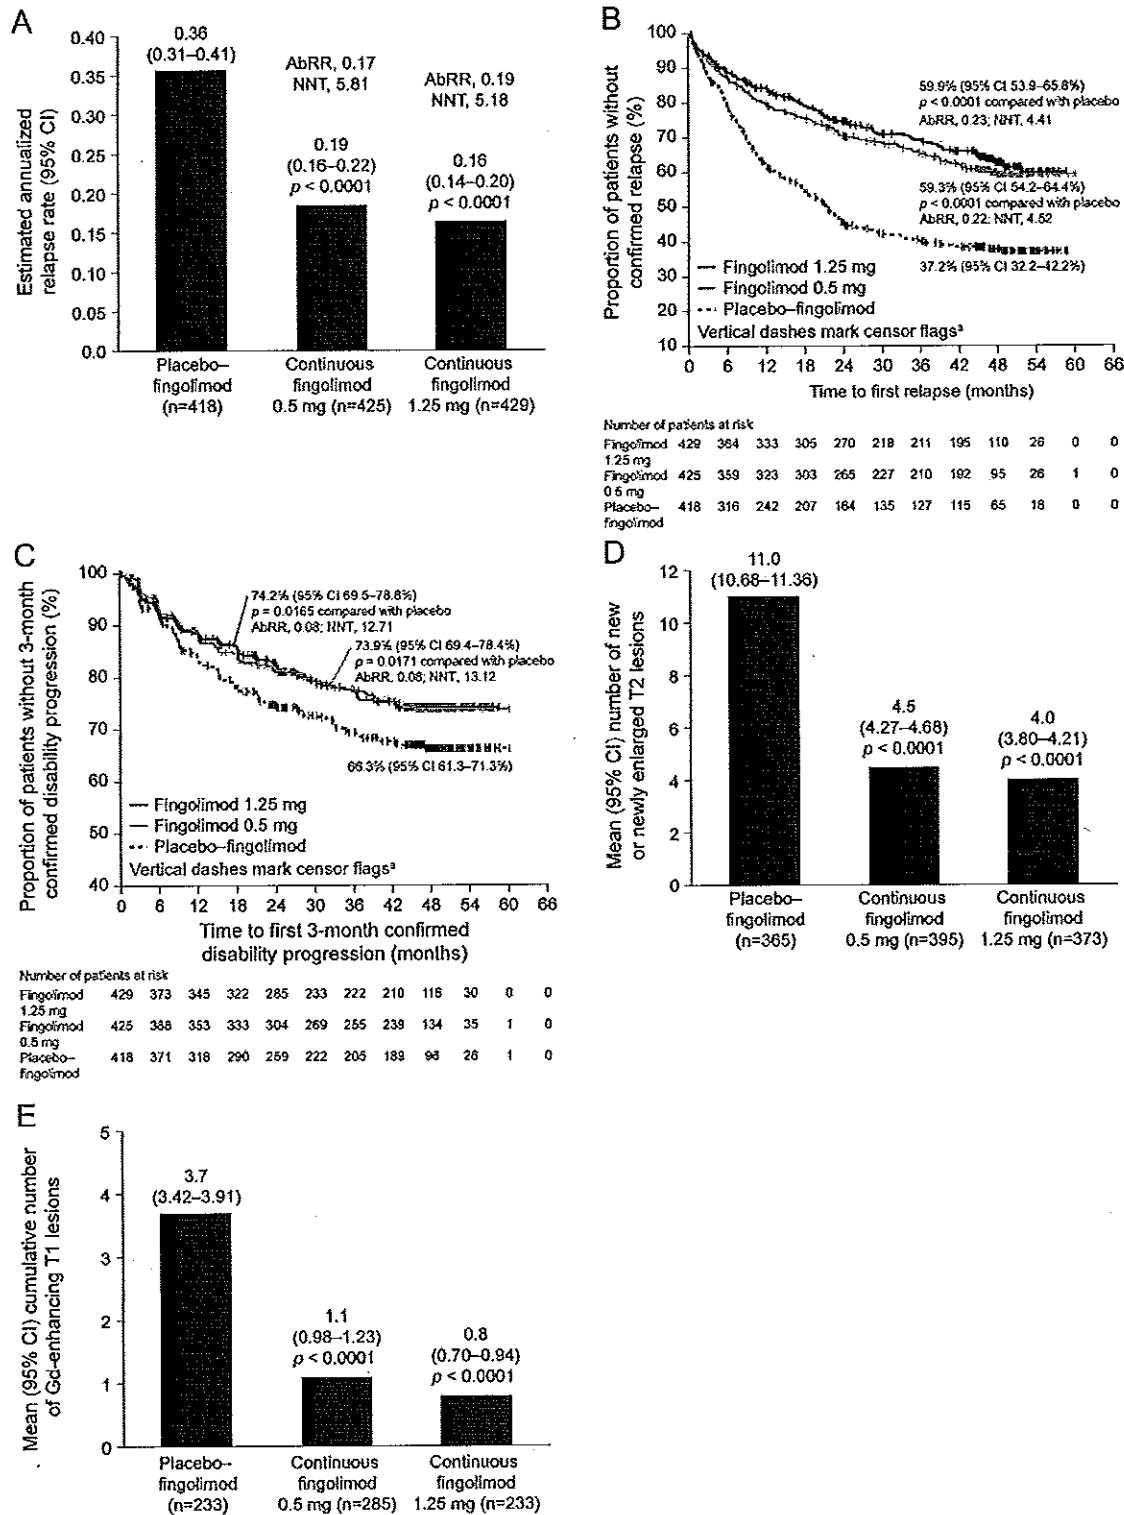 A
Estimated annualized
relapse rate (95% CI)
0.40
0.35
0.30
0.25
0.20
0.15
0.10
0.05
0.0
0.36
(0.31–0.41)
AbRR, 0.17
NNT, 5.81
0.19
(0.16–0.22)
p < 0.0001
AbRR, 0.19
NNT, 5.18
0.16
(0.14–0.20)
p < 0.0001
Placebo–
fingolimod
(n=418)
Continuous
fingolimod
0.5 mg (n=425)
Continuous
fingolimod
1.25 mg (n=429)
B
Proportion of patients without
confirmed relapse (%)
100
90
80
70
60
50
40
30
20
10
59.9% (95% CI 53.9–65.8%)
p < 0.0001 compared with placebo
AbRR, 0.23; NNT, 4.41
59.3% (95% CI 54.2–64.4%)
p < 0.0001 compared with placebo
AbRR, 0.22; NNT, 4.52
37.2% (95% CI 32.2–42.2%)
Fingolimod 1.25 mg
Fingolimod 0.5 mg
Placebo–fingolimod
Vertical dashes mark censor flagsª
0 6 12 18 24 30 36 42 48 54 60 66
Time to first relapse (months)
Number of patients at risk
Fingolimod 429 364 333 305 270 218 211 195 110 26 0 0
1.25 mg
Fingolimod 425 359 323 303 265 227 210 192 95 26 1 0
0.5 mg
Placebo– 418 316 242 207 164 135 127 115 65 18 0 0
fingolimod
C
Proportion of patients without 3-month
confirmed disability progression (%)
100
90
80
70
60
50
40
74.2% (95% CI 69.5–78.8%)
p = 0.0165 compared with placebo
AbRR, 0.08; NNT, 12.71
73.9% (95% CI 69.4–78.4%)
p = 0.0171 compared with placebo
AbRR, 0.08; NNT, 13.12
66.3% (95% CI 61.3–71.3%)
Fingolimod 1.25 mg
Fingolimod 0.5 mg
Placebo–fingolimod
Vertical dashes mark censor flagsª
0 6 12 18 24 30 36 42 48 54 60 66
Time to first 3-month confirmed
disability progression (months)
Number of patients at risk
Fingolimod 429 373 345 322 285 233 222 210 116 30 0 0
1.25 mg
Fingolimod 425 388 353 333 304 269 255 239 134 35 1 0
0.5 mg
Placebo– 418 371 318 290 259 222 205 189 98 26 1 0
fingolimod
D
Mean (95% CI) number of new
or newly enlarged T2 lesions
12
10
8
6
4
2
0
11.0
(10.68–11.36)
4.5
(4.27–4.68)
p < 0.0001
4.0
(3.80–4.21)
p < 0.0001
Placebo–
fingolimod
(n=365)
Continuous
fingolimod
0.5 mg (n=395)
Continuous
fingolimod
1.25 mg (n=373)
E
Mean (95% CI) cumulative number
of Gd-enhancing T1 lesions
5
4
3
2
1
0
3.7
(3.42–3.91)
1.1
(0.98–1.23)
p < 0.0001
0.8
(0.70–0.94)
p < 0.0001
Placebo–
fingolimod
(n=233)
Continuous
fingolimod
0.5 mg (n=285)
Continuous
fingolimod
1.25 mg (n=233)